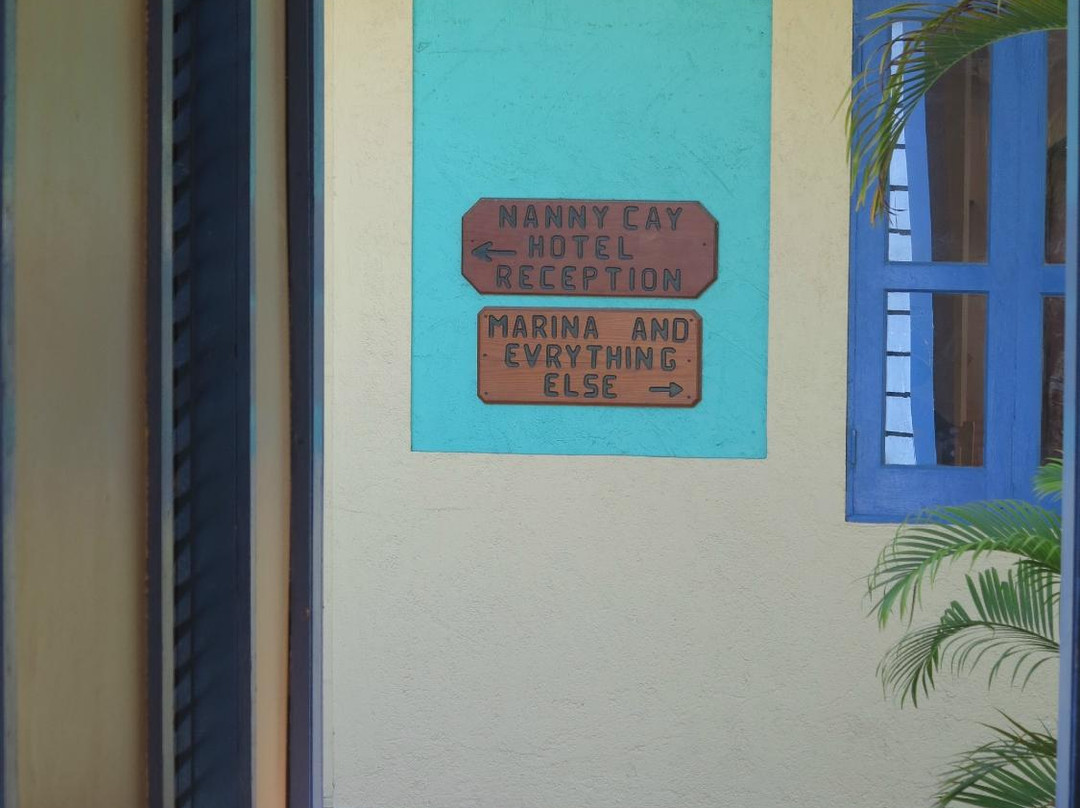 NANNY CAY
HOTEL
RECEPTION
MARINA AND
EVRYTHING
ELSE